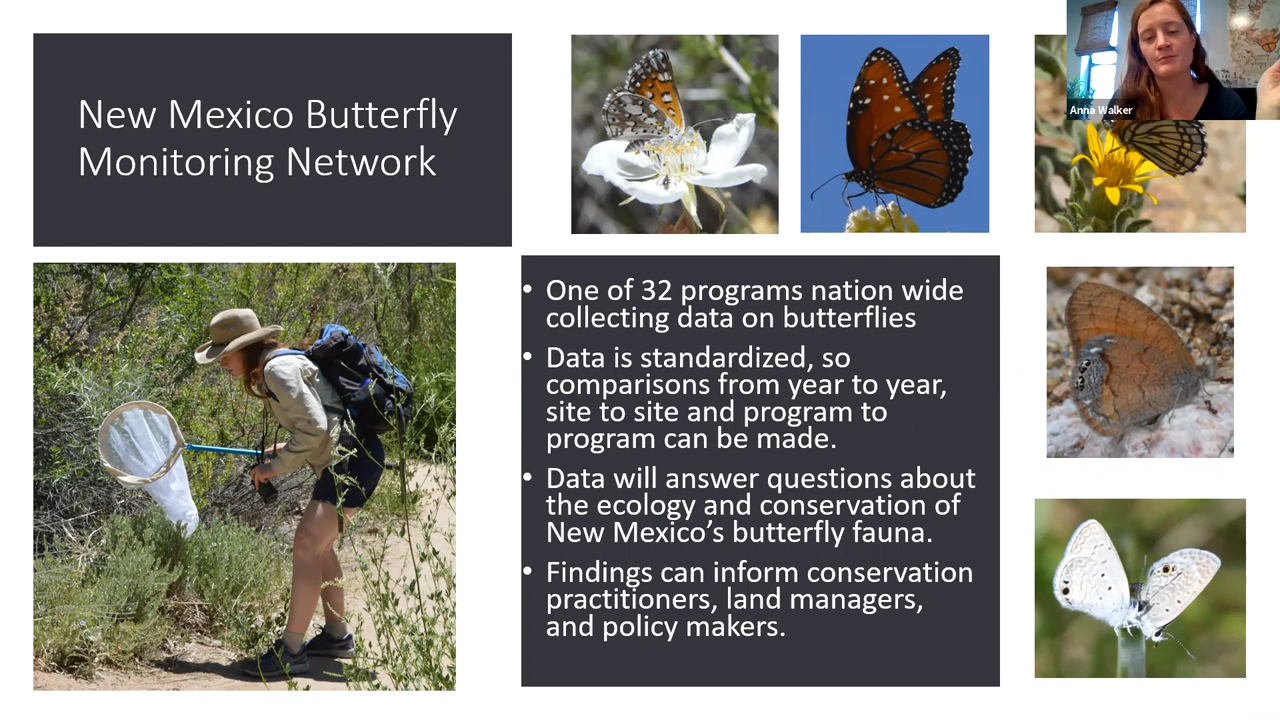 New Mexico Butterfly
Monitoring Network
Anna Walker
• One of 32 programs nation wide
collecting data on butterflies
• Data is standardized, so
comparisons from year to year,
site to site and program to
program can be made.
• Data will answer questions about
the ecology and conservation of
New Mexico’s butterfly fauna.
• Findings can inform conservation
practitioners, land managers,
and policy makers.